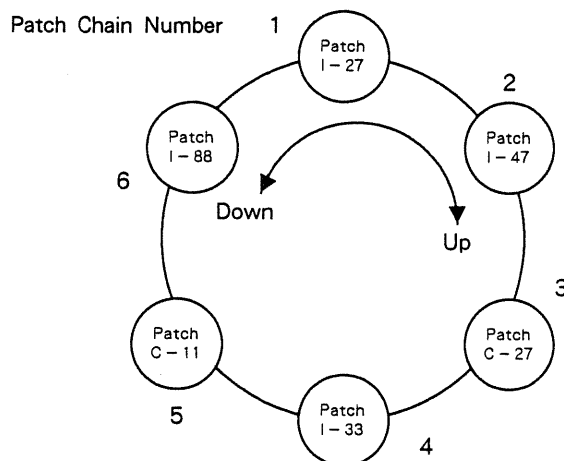 Patch Chain Number
1
Patch
I – 27
2
Patch
I – 47
3
Patch
C – 27
4
Patch
I – 33
5
Patch
C – 11
6
Patch
I – 88
Down
Up